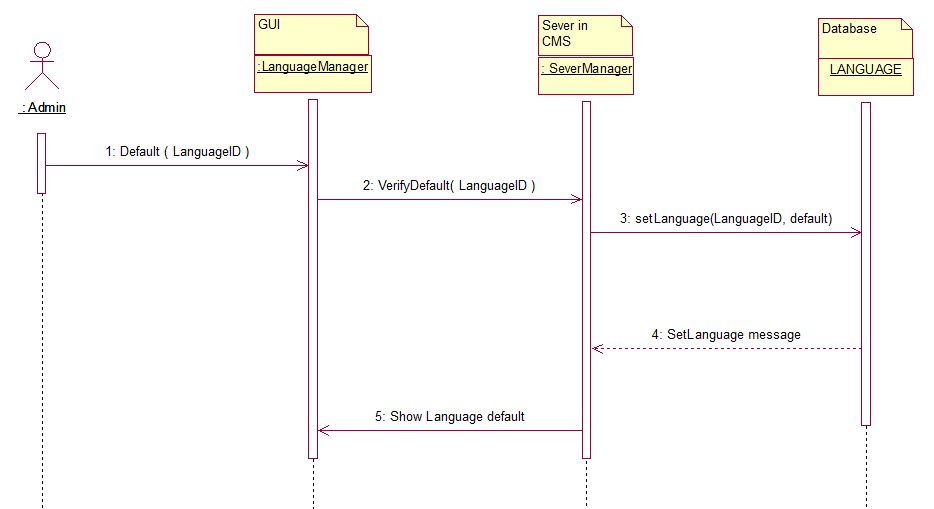 GUI
Sever in
CMS
Database
:LanguageManager
: SeverManager
LANGUAGE
: Admin
1: Default ( LanguageID )
2: VerifyDefault( LanguageID )
3: setLanguage(LanguageID, default)
4: SetLanguage message
5: Show Language default